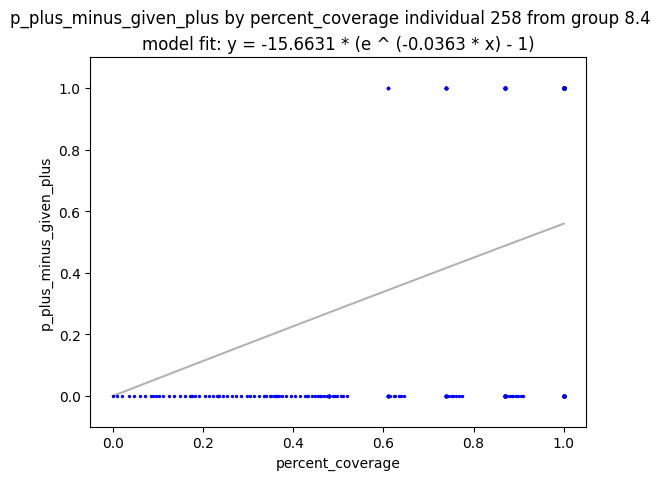 p_plus_minus_given_plus by percent_coverage individual 258 from group 8.4
model fit: y = -15.6631 * (e ^ (-0.0363 * x) - 1)
1.0
0.8
0.6
0.4
0.2
0.0
p_plus_minus_given_plus
0.0 0.2 0.4 0.6 0.8 1.0
percent_coverage